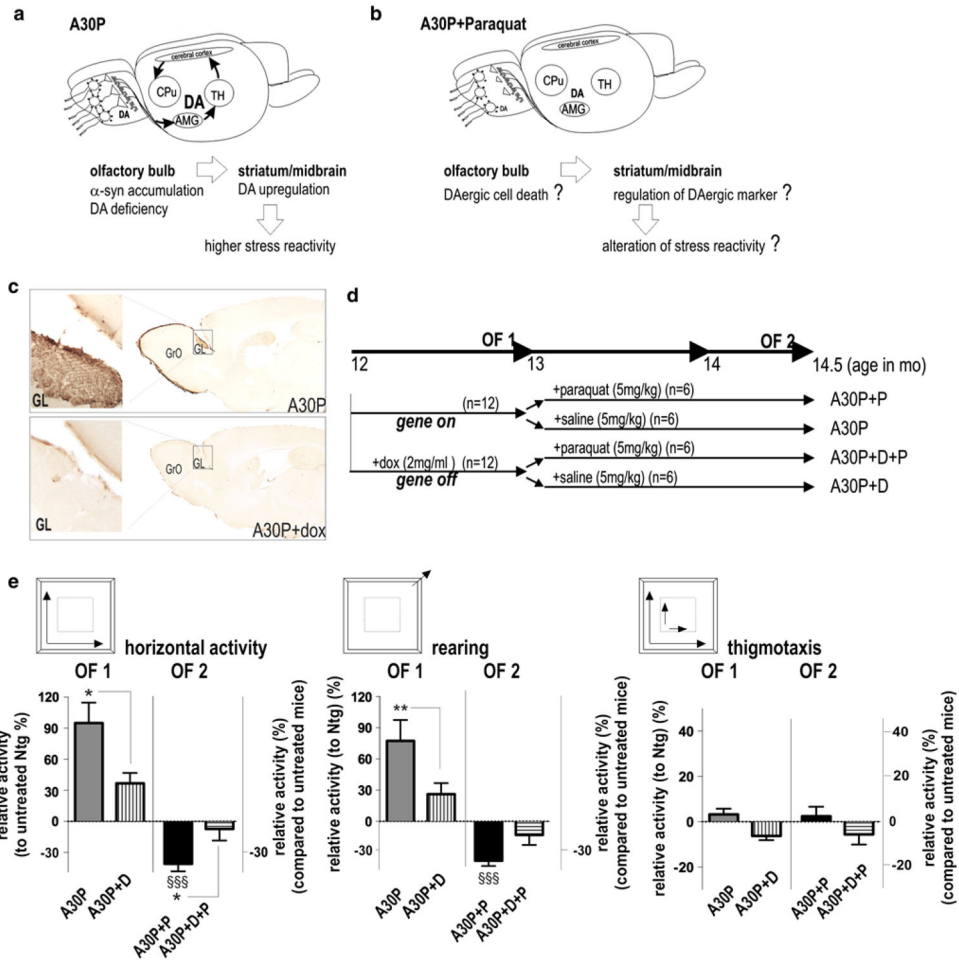 a
A30P
cerebral cortex
CPu
DA
TH
AMG
DA
olfactory bulb
striatum/midbrain
α-syn accumulation
DA upregulation
DA deficiency
higher stress reactivity
b
A30P+Paraquat
cerebral cortex
CPu
DA
TH
AMG
DA
olfactory bulb
striatum/midbrain
DAergic cell death ?
regulation of DAergic marker ?
alteration of stress reactivity ?
c
GrO
GL
GL
A30P
GrO
GL
GL
A30P+dox
d
OF 1
OF 2
12
13
14
14.5 (age in mo)
(n=12)
gene on
+paraquat (5mg/kg) (n=6)
A30P+P
+saline (5mg/kg) (n=6)
A30P
+dox (2mg/ml ) (n=12)
gene off
+paraquat (5mg/kg) (n=6)
A30P+D+P
+saline (5mg/kg) (n=6)
A30P+D
e
horizontal activity
OF 1
OF 2
relative activity
(to untreated Ntg %)
120
90
60
30
0
-30
*
§§§
*
-30
relative activity (%)
(compared to untreated mice)
A30P
A30P+D
A30P+P
A30P+D+P
rearing
OF 1
OF 2
relative activity (to Ntg) (%)
120
90
60
30
0
-30
**
§§§
-30
relative activity (%)
(compared to untreated mice)
A30P
A30P+D
A30P+P
A30P+D+P
thigmotaxis
OF 1
OF 2
relative activity (to Ntg) (%)
40
20
0
-20
40
20
0
-20
relative activity (%)
(compared to untreated mice)
A30P
A30P+D
A30P+P
A30P+D+P